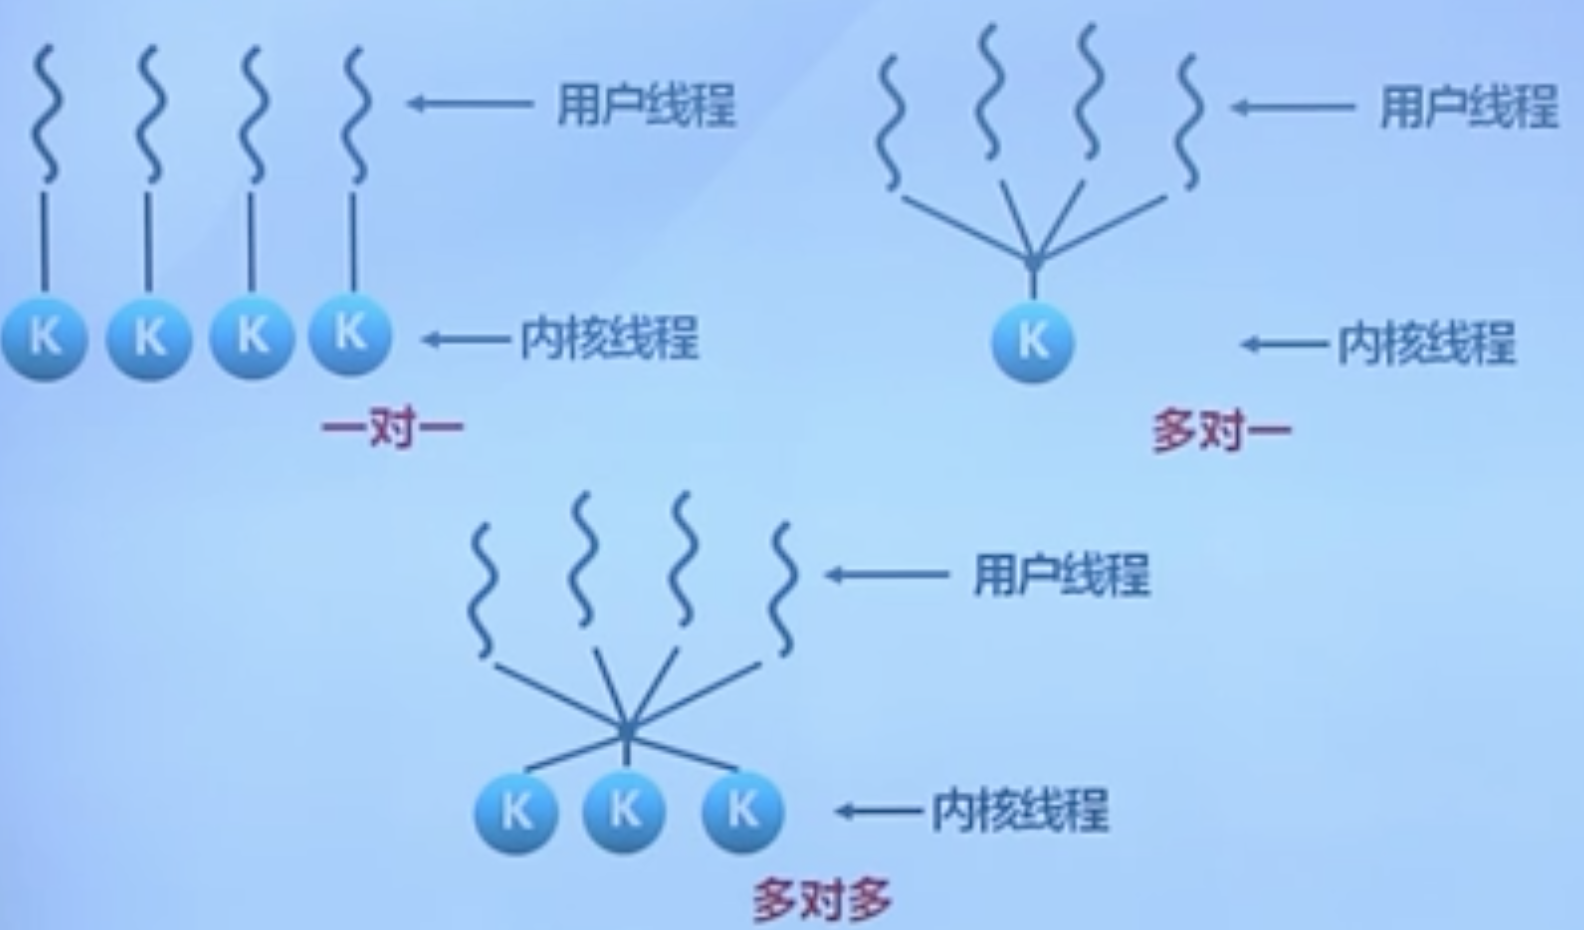 用户线程
K K K K
内核线程
一对一
用户线程
K
内核线程
多对一
用户线程
K K K
内核线程
多对多